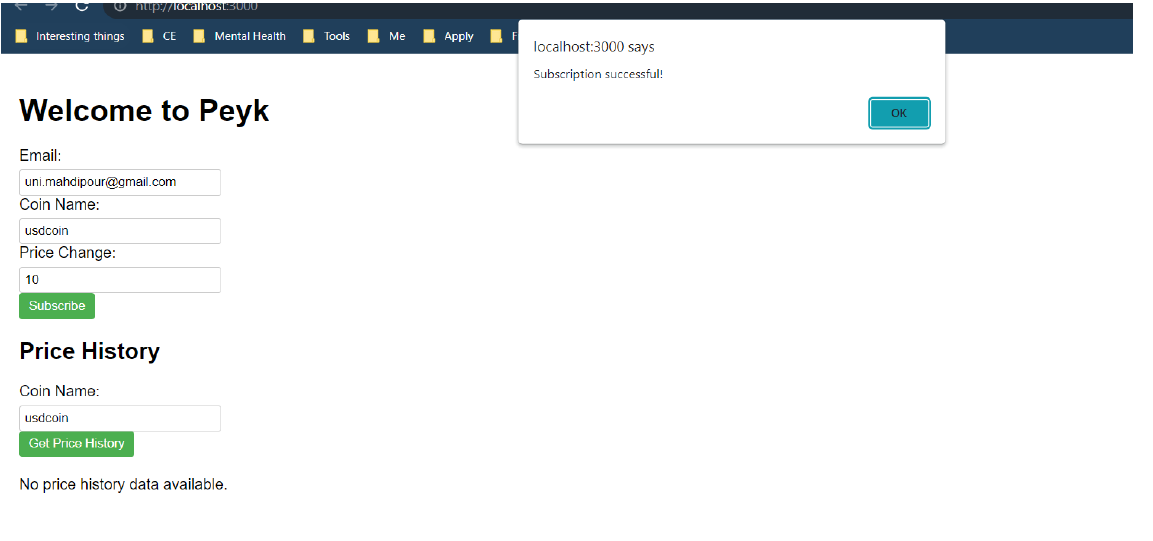 http://localhost:3000
Interesting things CE Mental Health Tools Me Apply F
localhost:3000 says
Subscription successful!
OK
Welcome to Peyk
Email:
uni.mahdipour@gmail.com
Coin Name:
usdcoin
Price Change:
10
Subscribe
Price History
Coin Name:
usdcoin
Get Price History
No price history data available.